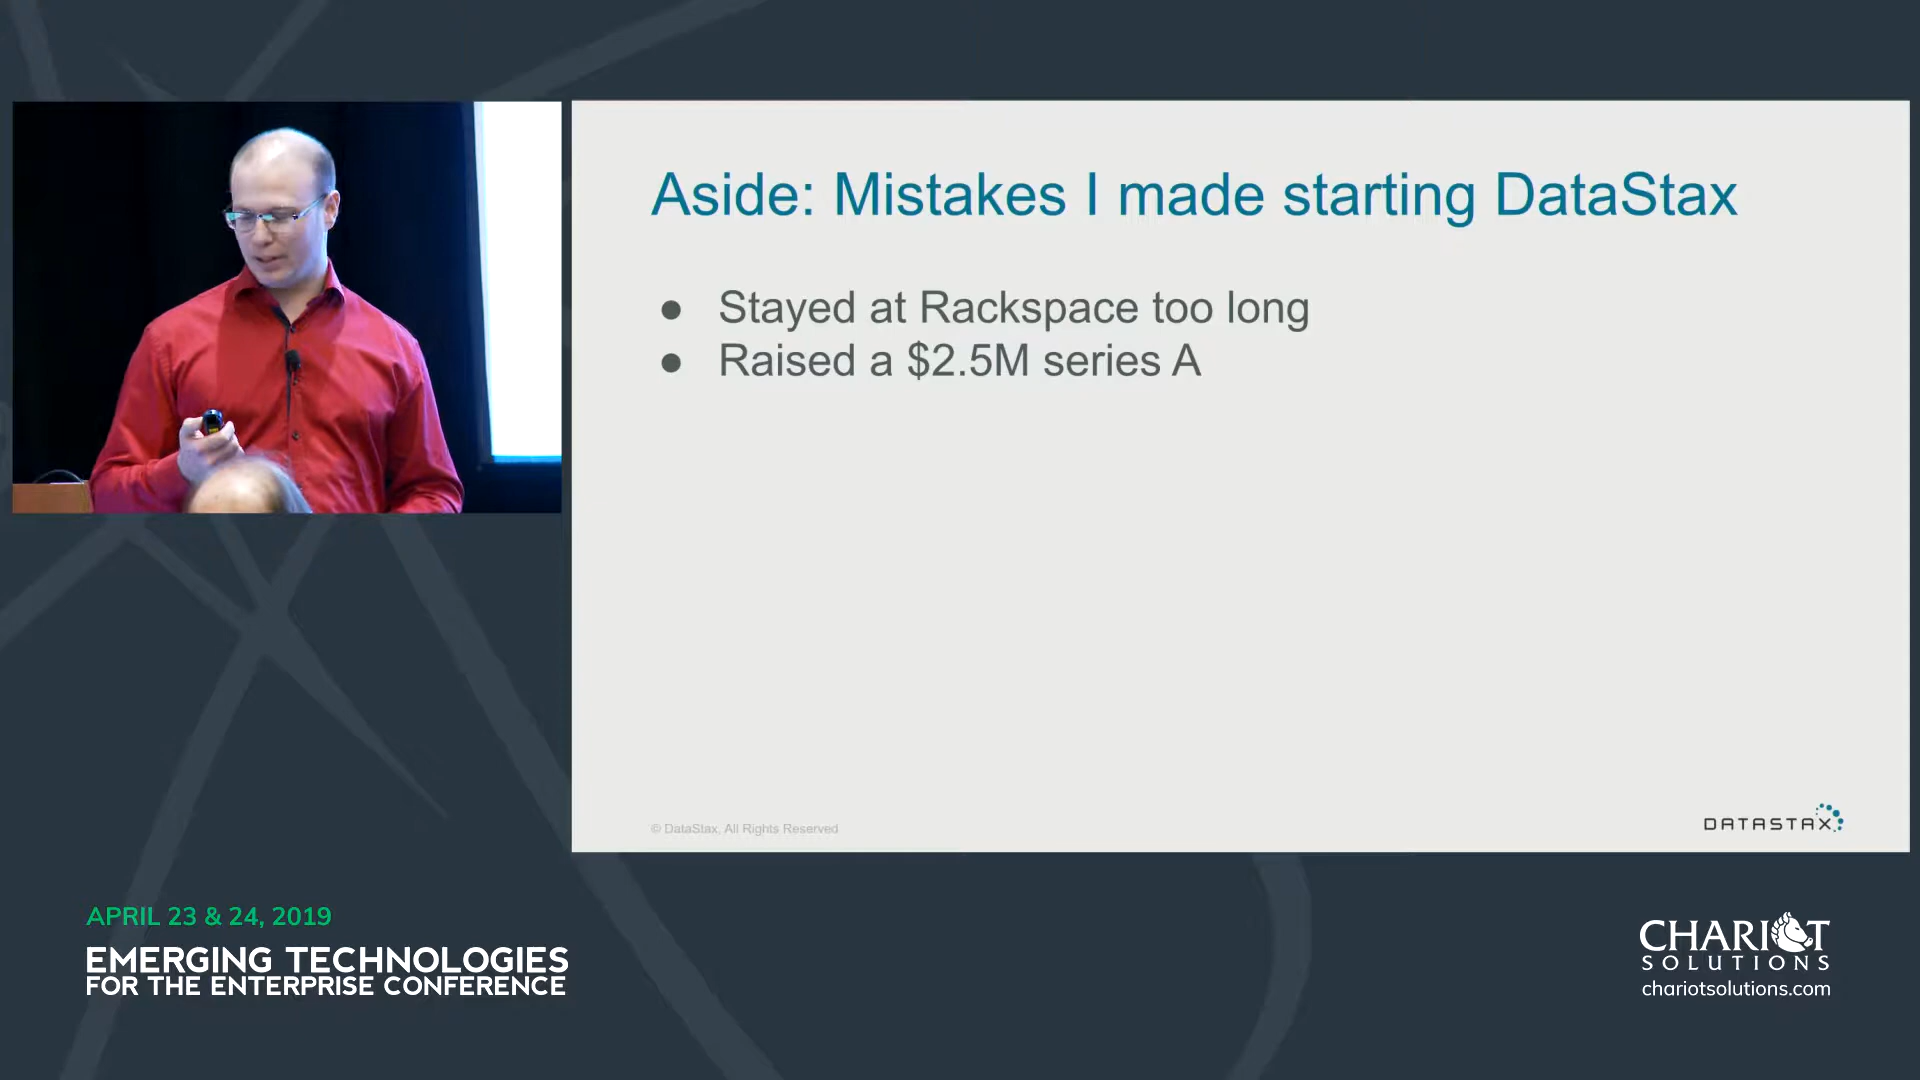 Aside: Mistakes I made starting DataStax
● Stayed at Rackspace too long
● Raised a $2.5M series A
© DataStax, All Rights Reserved
DATASTAX
APRIL 23 & 24, 2019
EMERGING TECHNOLOGIES
FOR THE ENTERPRISE CONFERENCE
CHARIOT
SOLUTIONS
chariotsolutions.com